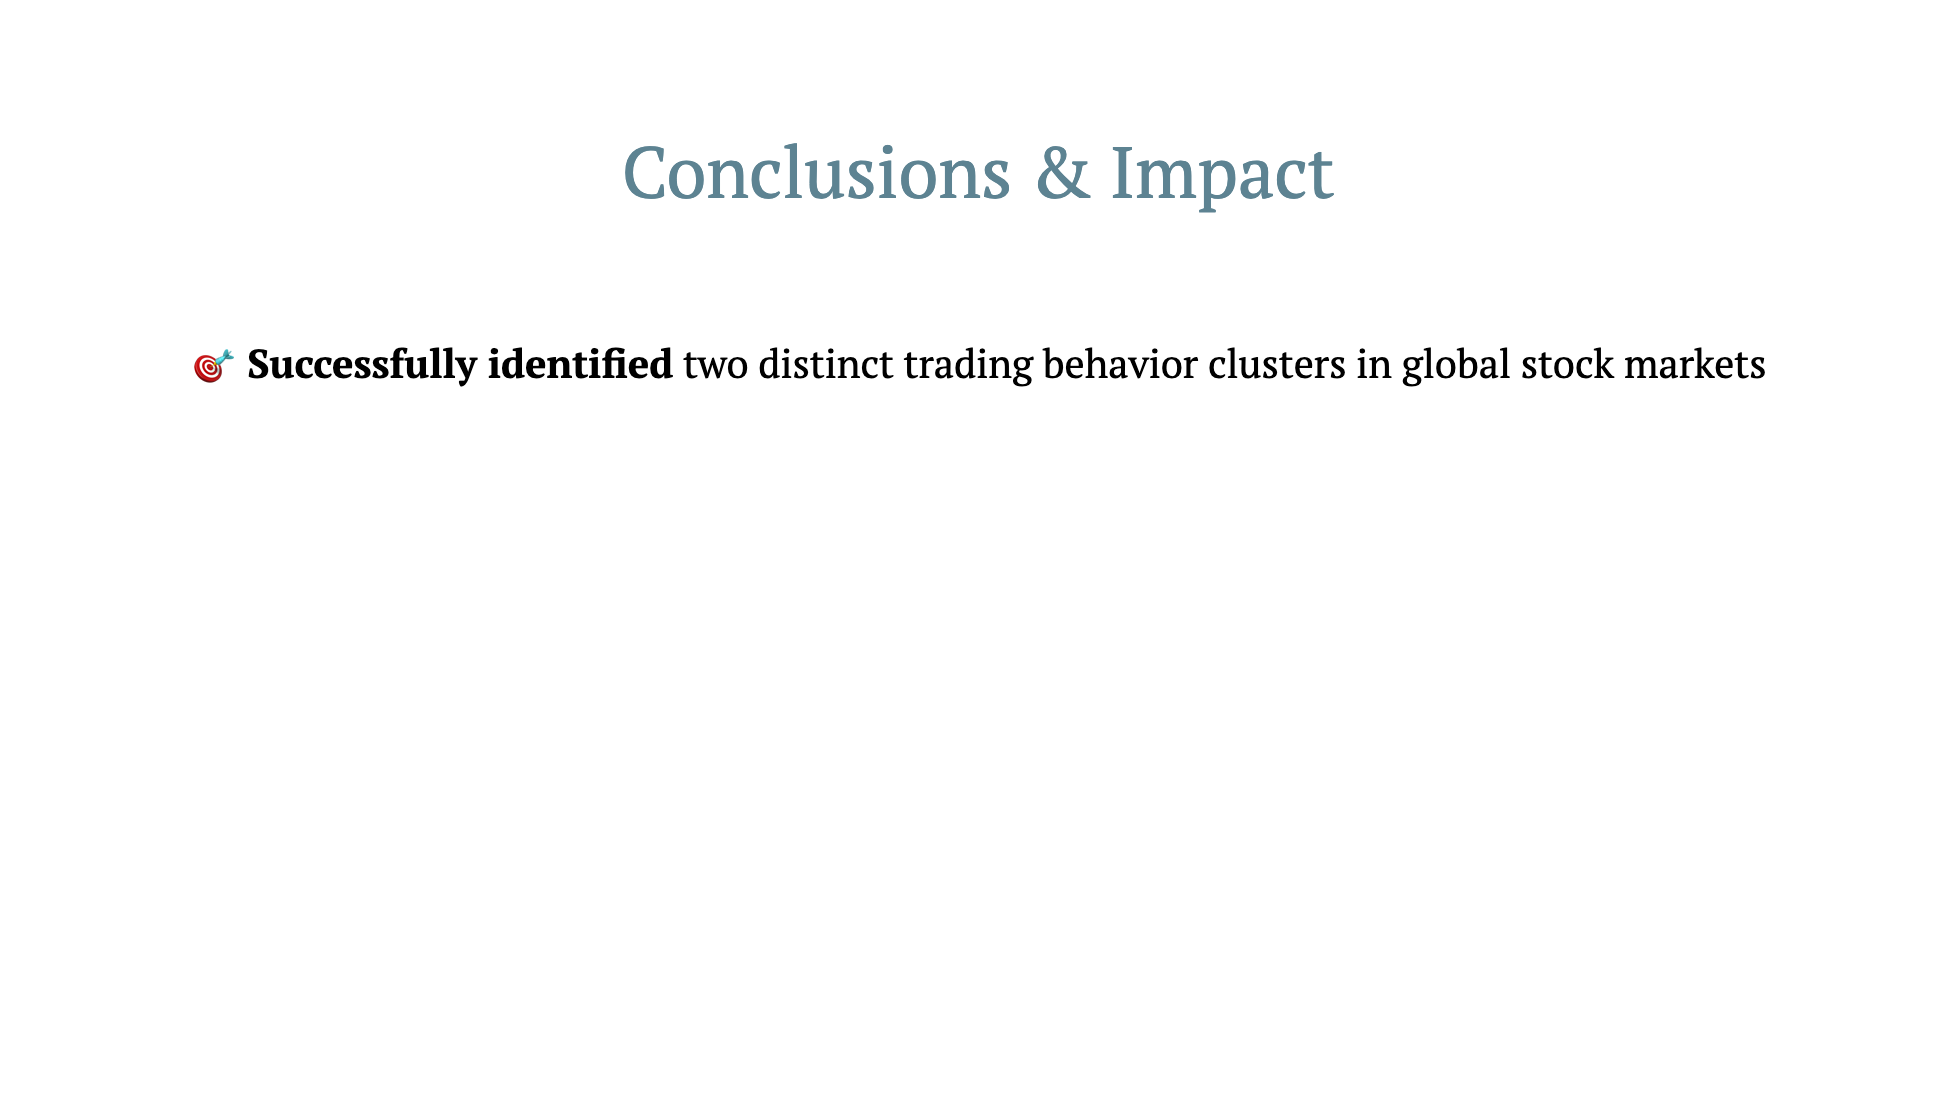 Conclusions & Impact
🎯 Successfully identified two distinct trading behavior clusters in global stock markets